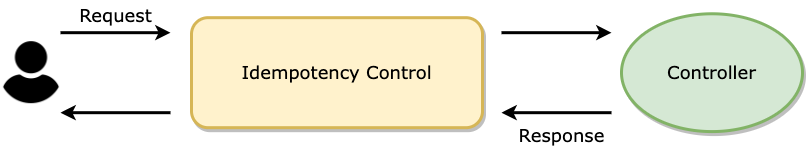 Request
Idempotency Control
Controller
Response